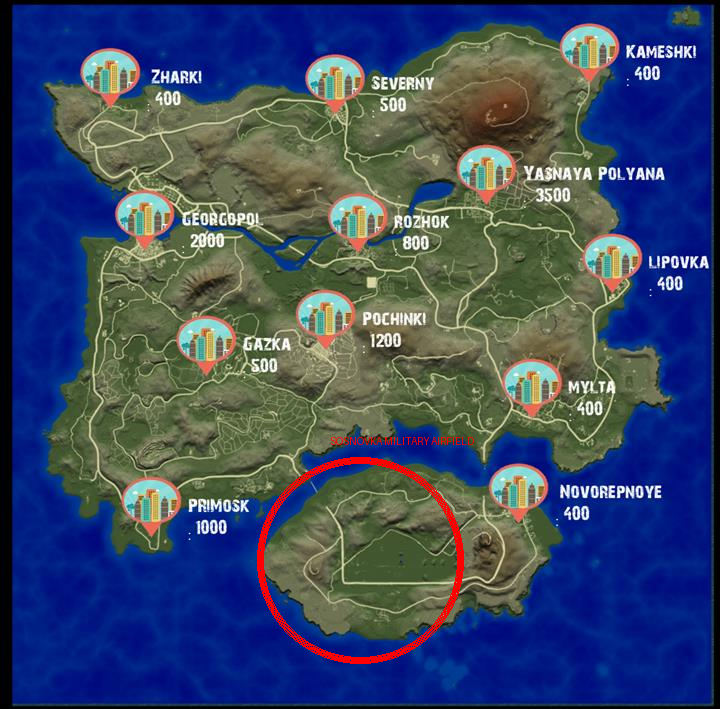 KAMESHKI
: 400
ZHARKI
: 400
SEVERNY
: 500
YASNAYA POLYANA
: 3500
GEORGOPOL
: 2000
ROZHOK
: 800
LIPOVKA
: 400
POCHINKI
: 1200
GAZKA
: 500
MYLTA
: 400
MILITARY
NOVOREPNOYE
: 400
PRIMOSK
: 1000